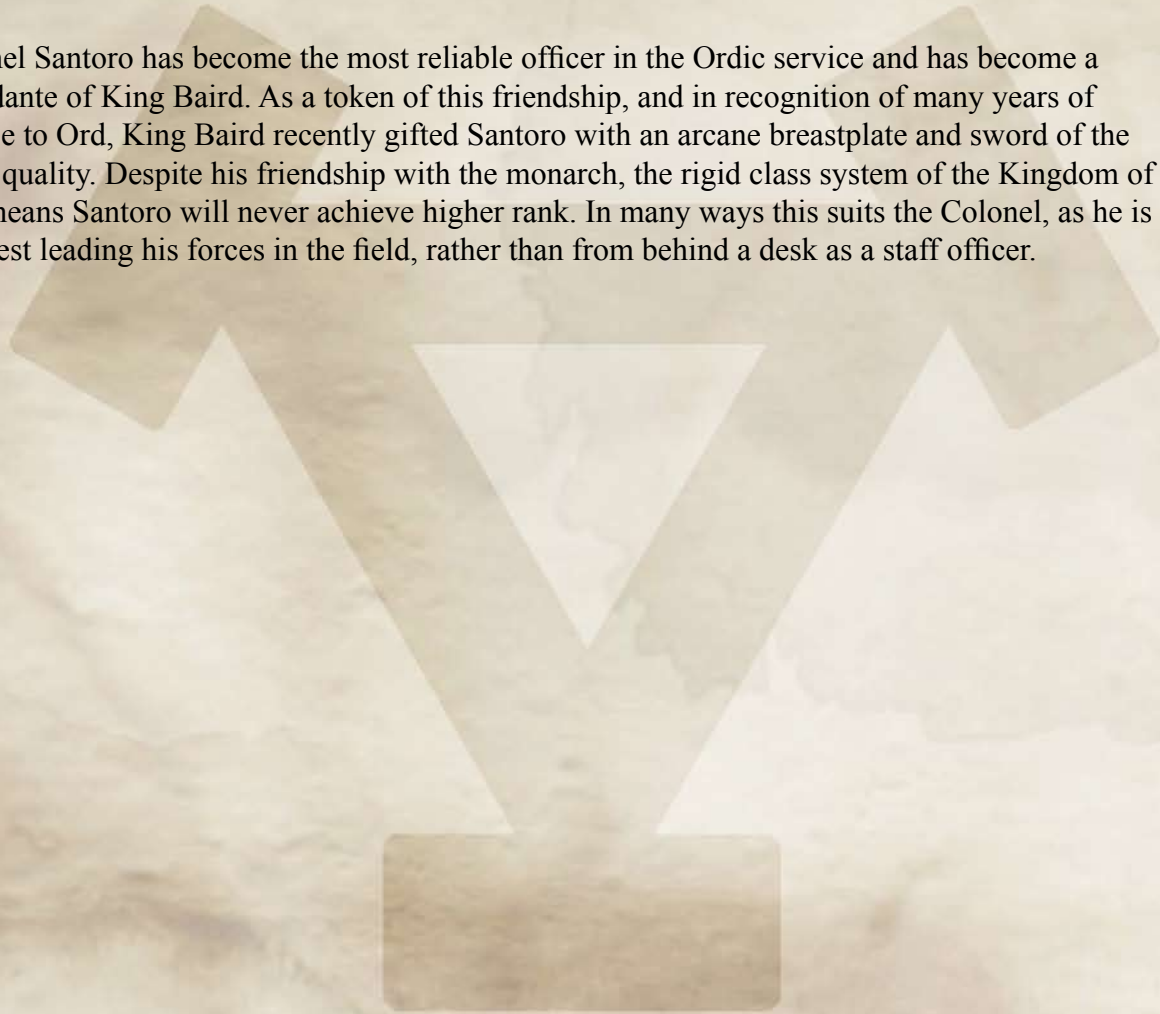 nel Santoro has become the most reliable officer in the Ordic service and has become a
dante of King Baird. As a token of this friendship, and in recognition of many years of
e to Ord, King Baird recently gifted Santoro with an arcane breastplate and sword of the
quality. Despite his friendship with the monarch, the rigid class system of the Kingdom of
means Santoro will never achieve higher rank. In many ways this suits the Colonel, as he is
est leading his forces in the field, rather than from behind a desk as a staff officer.